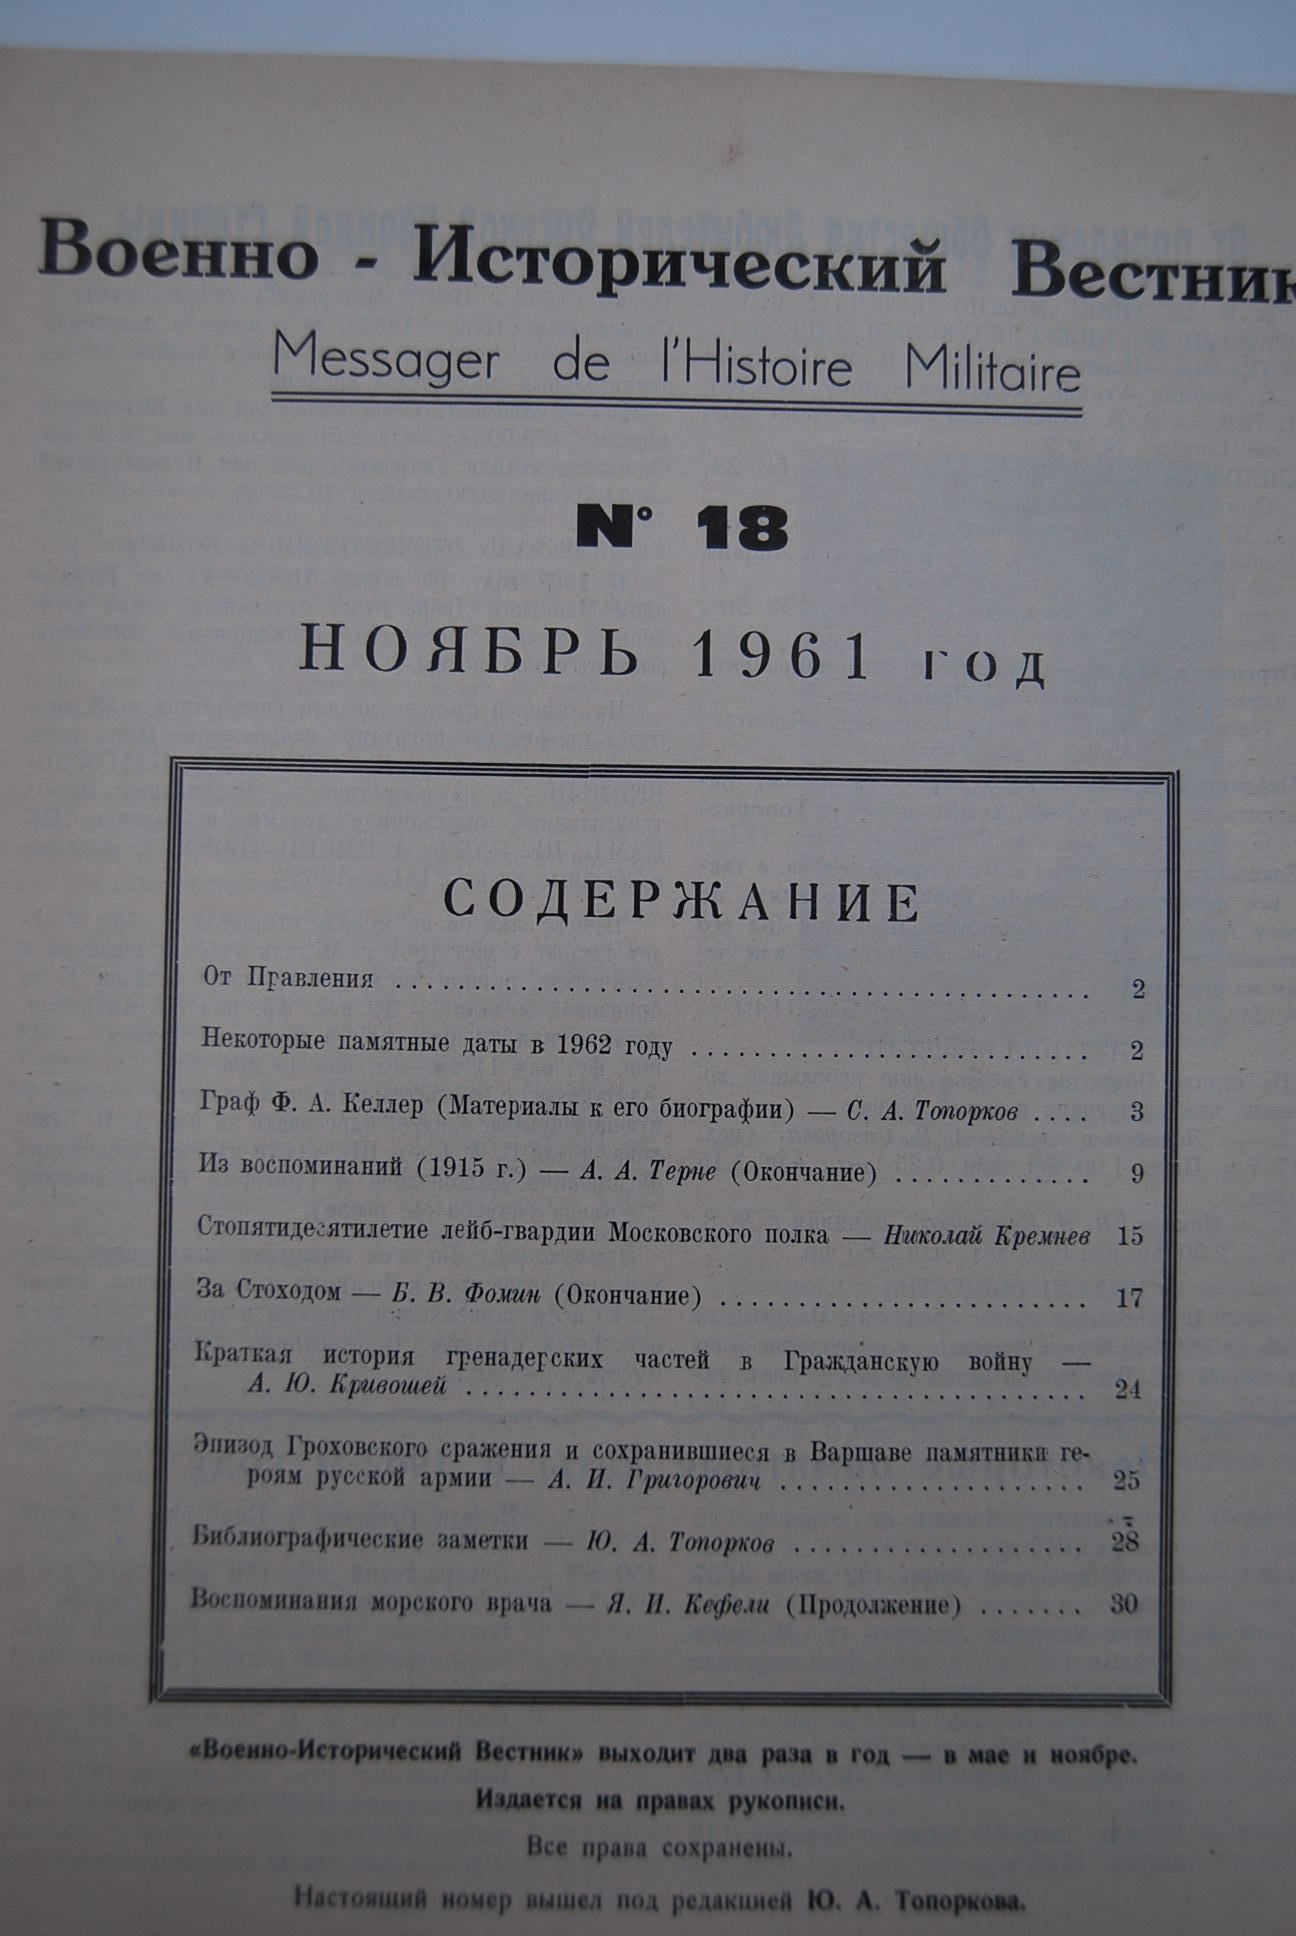 Военно - Исторический Вестник
Messager de l'Histoire Militaire
N° 18
НОЯБРЬ 1961 год
СОДЕРЖАНИЕ
От Правления . . . . . . . . . . 2
Некоторые памятные даты в 1962 году . . . . . . . . . . 2
Граф Ф. А. Келлер (Материалы к его биографии) — С. А. Топорков . . . . 3
Из воспоминаний (1915 г.) — А. А. Терне (Окончание) . . . . . . . . . . 9
Стопятидесятилетие лейб-гвардии Московского полка — Николай Кремнев 15
За Стоходом — Б. В. Фомин (Окончание) . . . . . . . . . . 17
Краткая история гренадерских частей в Гражданскую войну —
А. Ю. Кривошей . . . . . . . . . . 24
Эпизод Гроховского сражения и сохранившиеся в Варшаве памятники ге-
роям русской армии — А. И. Григорович . . . . . . . . . . 25
Библиографические заметки — Ю. А. Топорков . . . . . . . . . . 28
Воспоминания морского врача — Я. И. Кефели (Продолжение) . . . . . . . 30
«Военно-Исторический Вестник» выходит два раза в год — в мае и ноябре.
Издается на правах рукописи.
Все права сохранены.
Настоящий номер вышел под редакцией Ю. А. Топоркова.